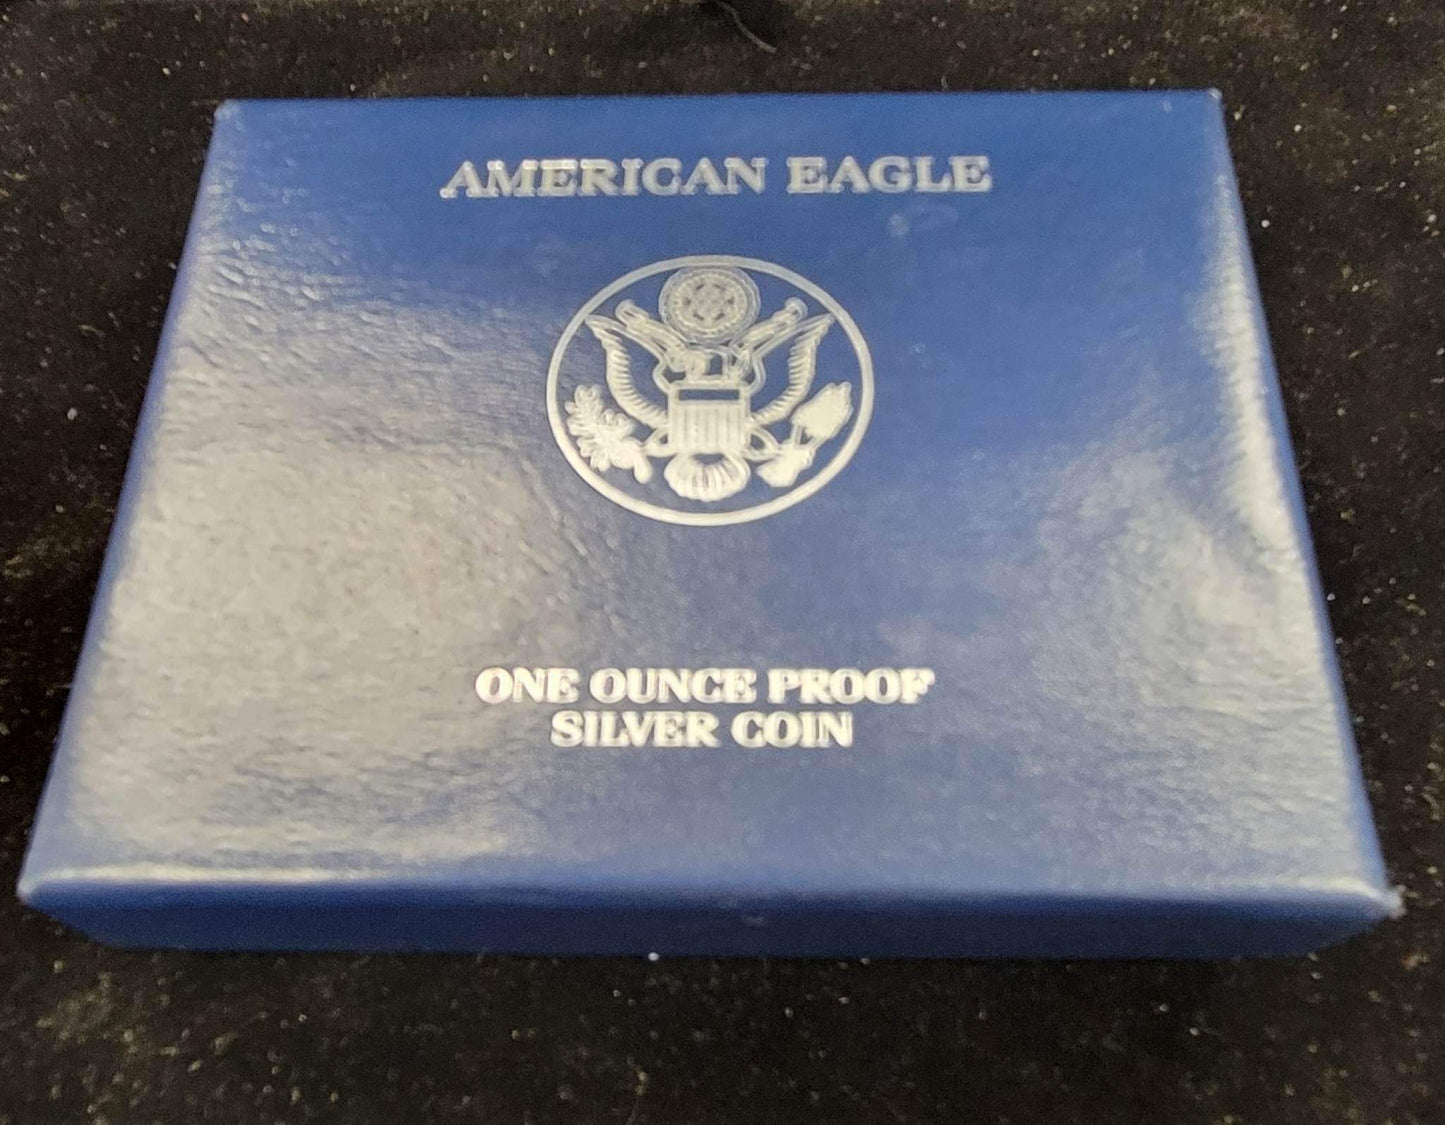 AMERICAN EAGLE
ONE OUNCE PROOF
SILVER COIN